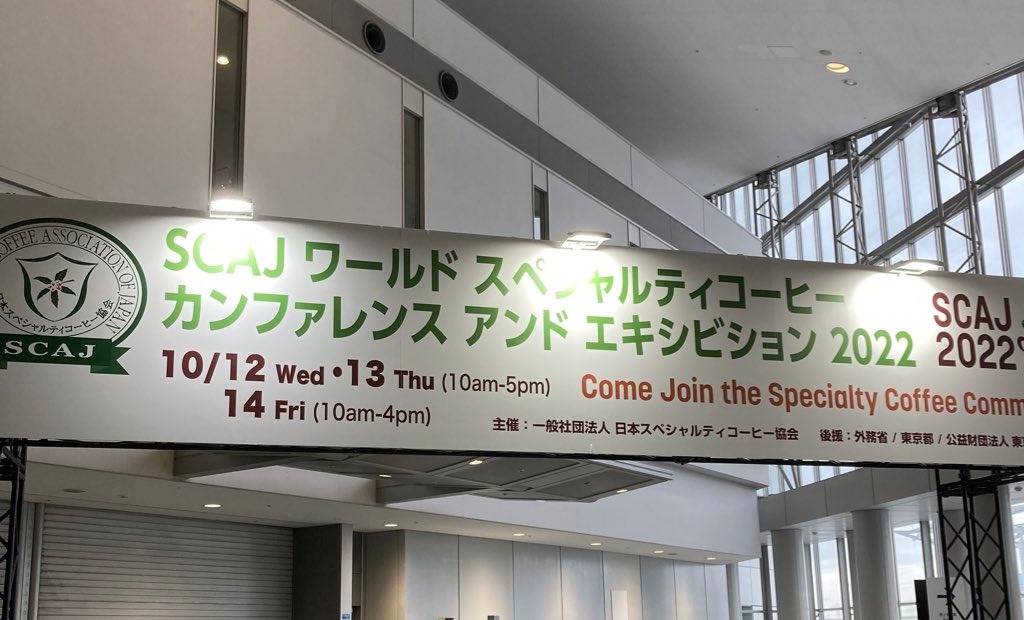 COFFEE ASSOCIATION OF JAPAN
日本スペシャルティコーヒー協会
SCAJ
SCAJ ワールド スペシャルティコーヒー
カンファレンス アンド エキシビション 2022
10/12 Wed・13 Thu (10am-5pm)
14 Fri (10am-4pm)
Come Join the Specialty Coffee Comm
主催：一般社団法人 日本スペシャルティコーヒー協会 後援：外務省 / 東京都 / 公益財団法人 東
SCAJ
2022